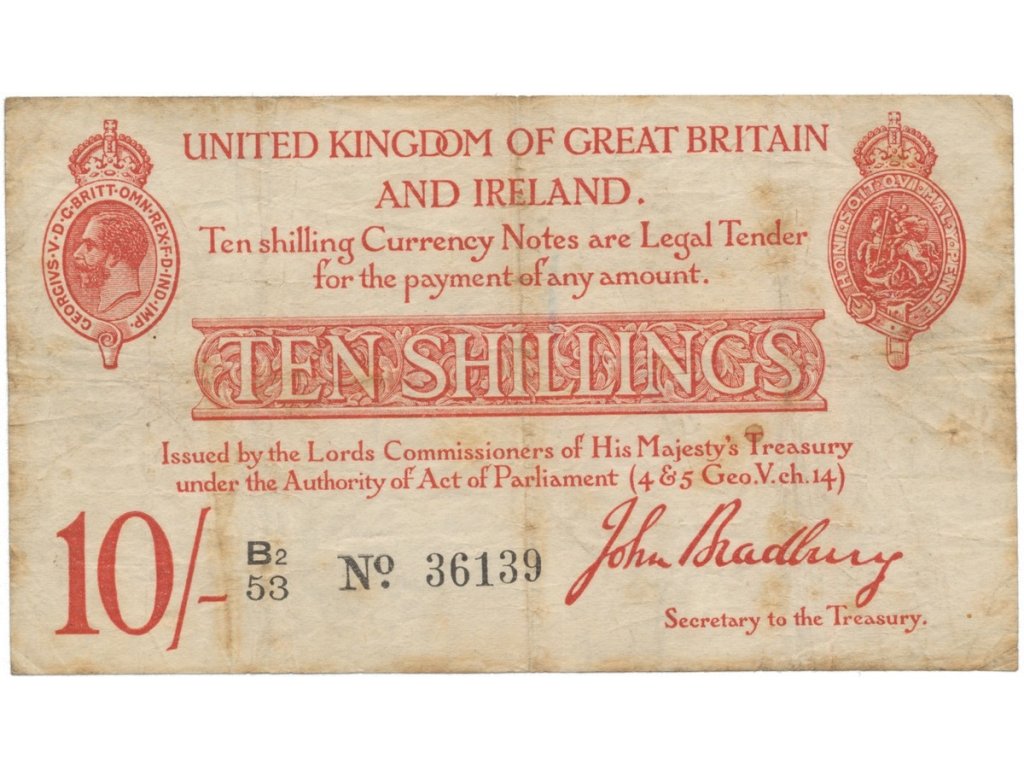 UNITED KINGDOM OF GREAT BRITAIN
AND IRELAND.
GEORGIVS·V·D·G·BRITT·OMN·REX·F·D·IND·IMP·
HONI·SOIT·QVI·MAL·Y·PENSE
Ten shilling Currency Notes are Legal Tender
for the payment of any amount.
TEN SHILLINGS
Issued by the Lords Commissioners of His Majesty's Treasury
under the Authority of Act of Parliament (4 & 5 Geo.V.ch.14)
10/-
B2
53
No. 36139
John Bradbury
Secretary to the Treasury.